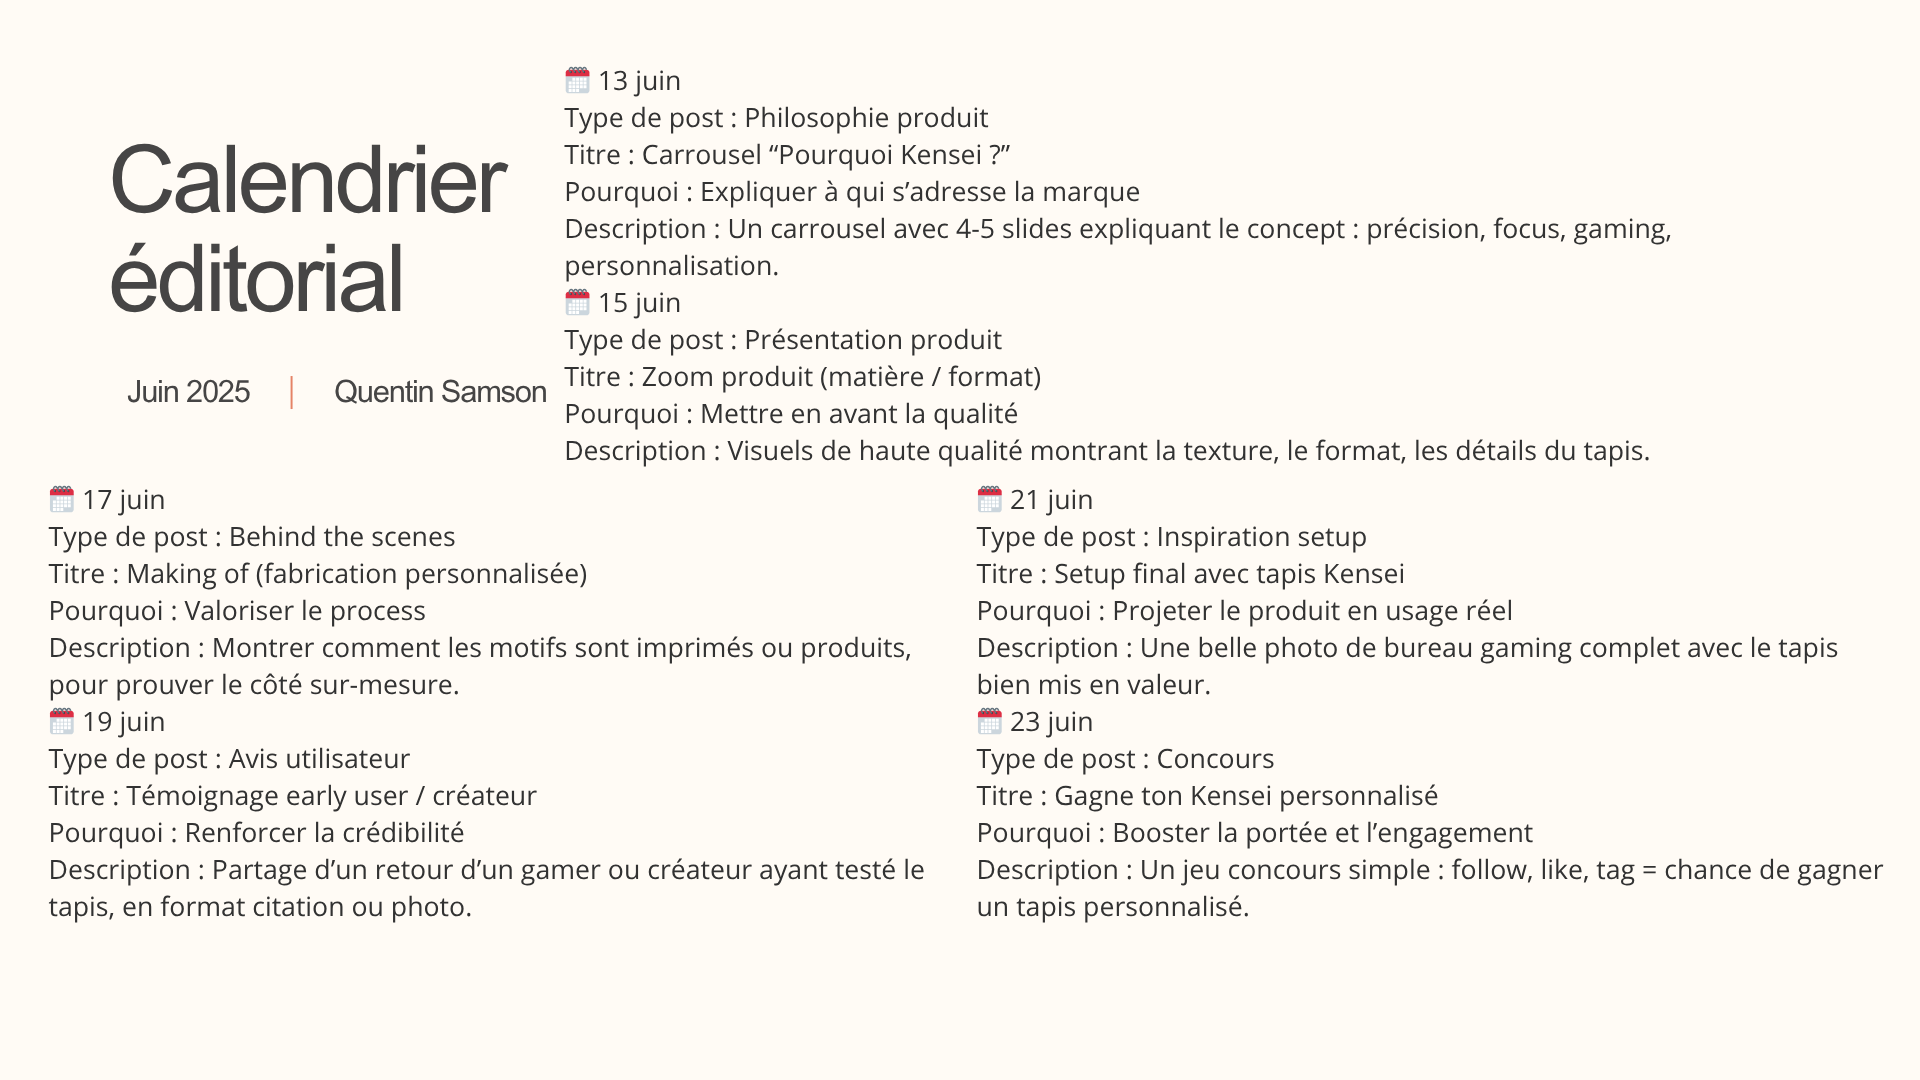 Calendrier
éditorial
Juin 2025 | Quentin Samson
🗓️ 13 juin
Type de post : Philosophie produit
Titre : Carrousel “Pourquoi Kensei ?”
Pourquoi : Expliquer à qui s’adresse la marque
Description : Un carrousel avec 4-5 slides expliquant le concept : précision, focus, gaming,
personnalisation.
🗓️ 15 juin
Type de post : Présentation produit
Titre : Zoom produit (matière / format)
Pourquoi : Mettre en avant la qualité
Description : Visuels de haute qualité montrant la texture, le format, les détails du tapis.
🗓️ 17 juin
Type de post : Behind the scenes
Titre : Making of (fabrication personnalisée)
Pourquoi : Valoriser le process
Description : Montrer comment les motifs sont imprimés ou produits,
pour prouver le côté sur-mesure.
🗓️ 19 juin
Type de post : Avis utilisateur
Titre : Témoignage early user / créateur
Pourquoi : Renforcer la crédibilité
Description : Partage d’un retour d’un gamer ou créateur ayant testé le
tapis, en format citation ou photo.
🗓️ 21 juin
Type de post : Inspiration setup
Titre : Setup final avec tapis Kensei
Pourquoi : Projeter le produit en usage réel
Description : Une belle photo de bureau gaming complet avec le tapis
bien mis en valeur.
🗓️ 23 juin
Type de post : Concours
Titre : Gagne ton Kensei personnalisé
Pourquoi : Booster la portée et l’engagement
Description : Un jeu concours simple : follow, like, tag = chance de gagner
un tapis personnalisé.